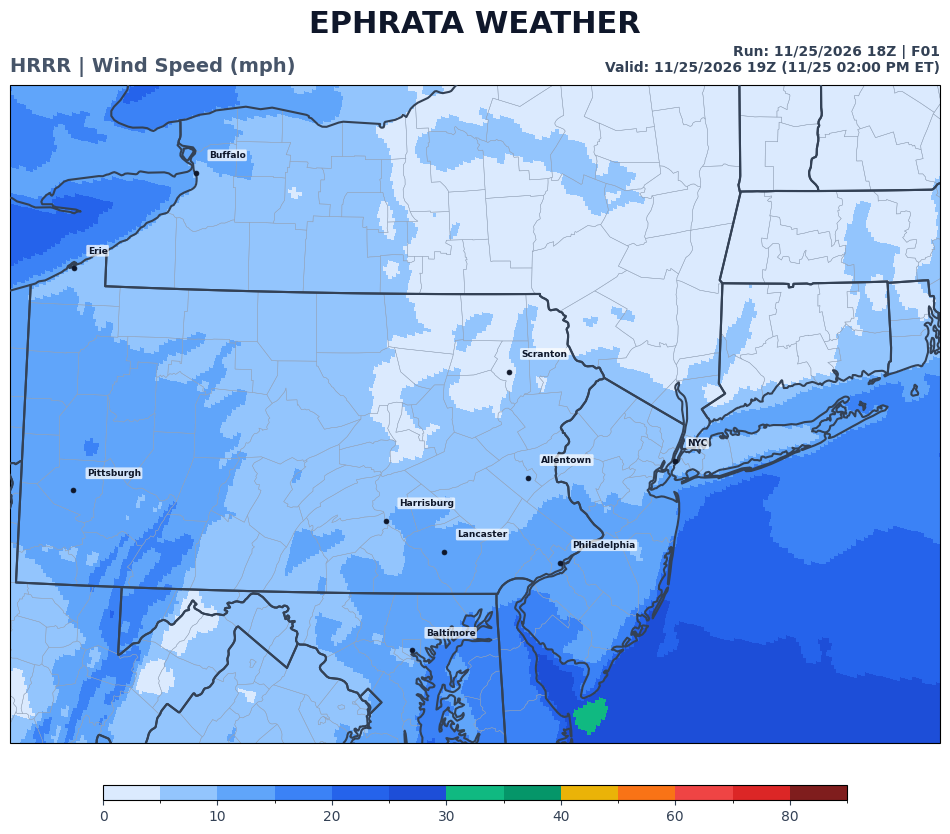 EPHRATA WEATHER
HRRR | Wind Speed (mph)
Run: 11/25/2026 18Z | F01
Valid: 11/25/2026 19Z (11/25 02:00 PM ET)
Buffalo
Erie
Scranton
NYC
Allentown
Pittsburgh
Harrisburg
Lancaster
Philadelphia
Baltimore
0 10 20 30 40 50 60 70 80